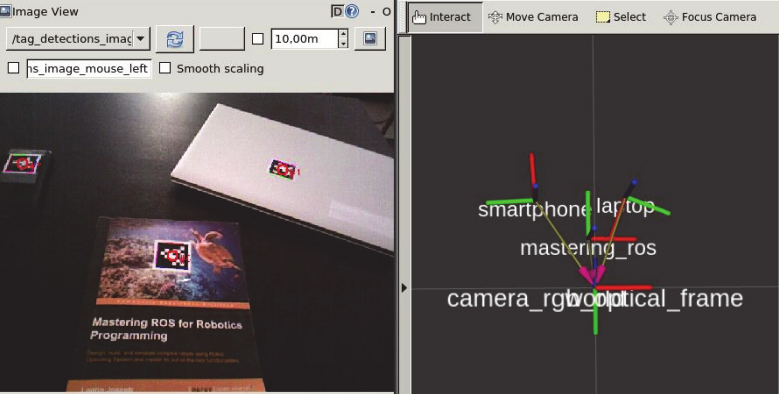 Image View
D
- O
/tag_detections_imag
10,00m
ns_image_mouse_left
Smooth scaling
Mastering ROS for Robotics
Programming
Interact
Move Camera
Select
Focus Camera
smartphone
laptop
mastering_ros
camera_rgb_optical_frame
world